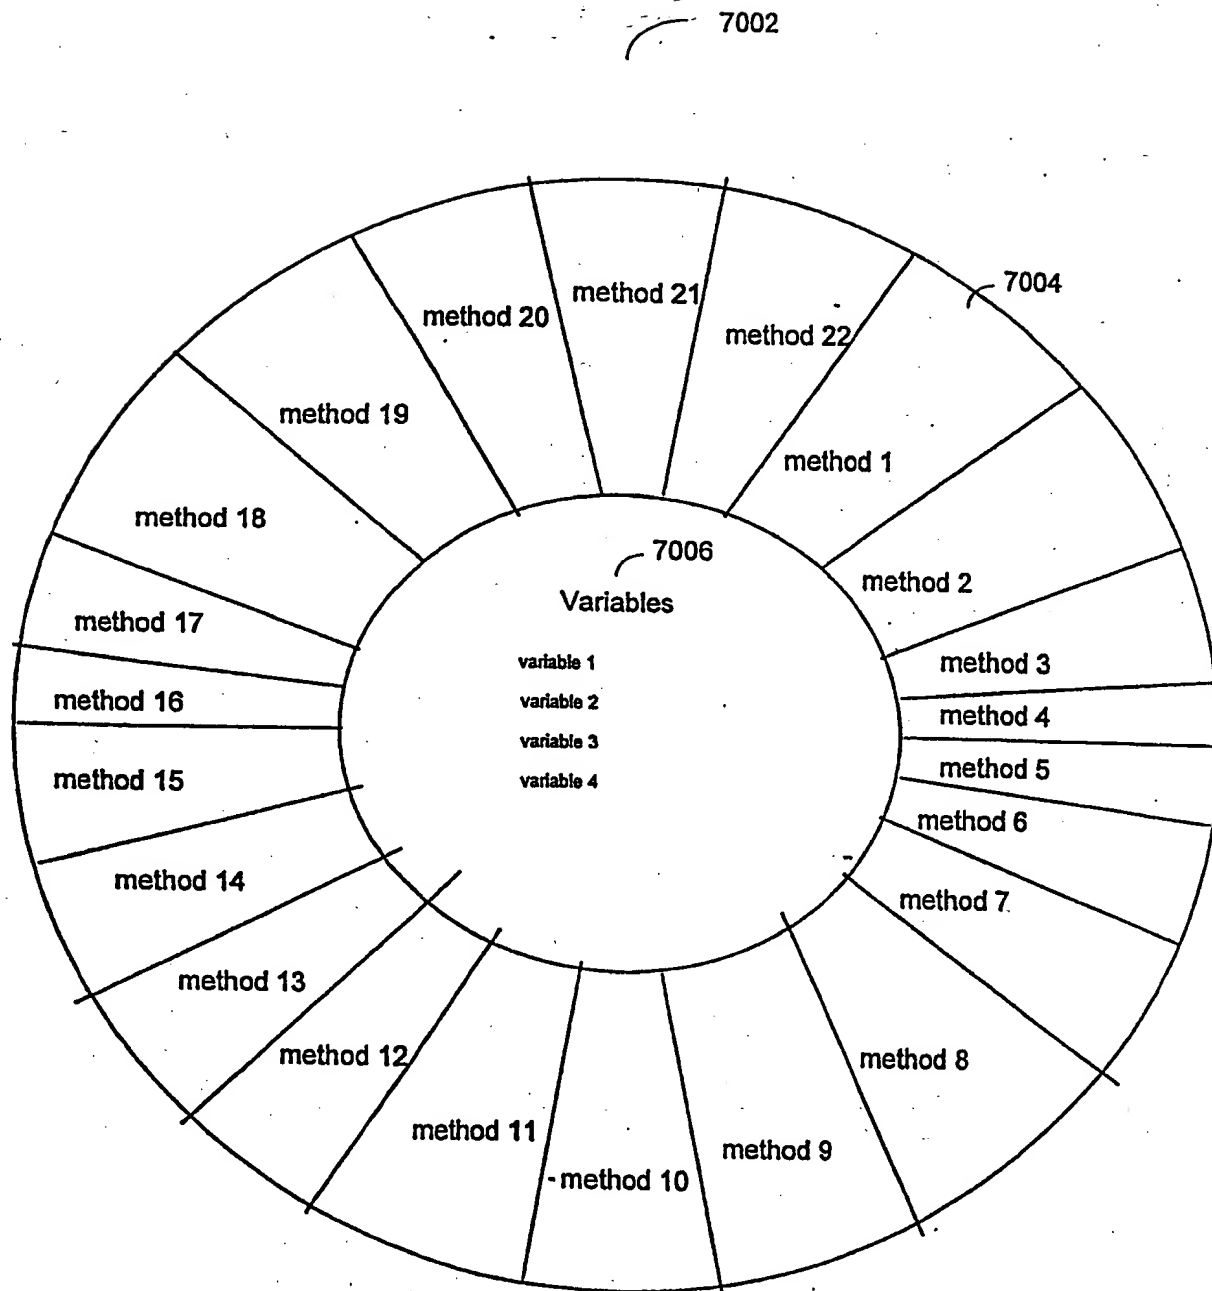 7002
7004
method 21
method 20
method 22
method 19
method 1
method 18
7006
method 2
Variables
method 17
variable 1
method 3
method 16
variable 2
method 4
variable 3
method 5
method 15
variable 4
method 6
method 14
method 7
method 13
method 12
method 8
method 11
method 9
method 10